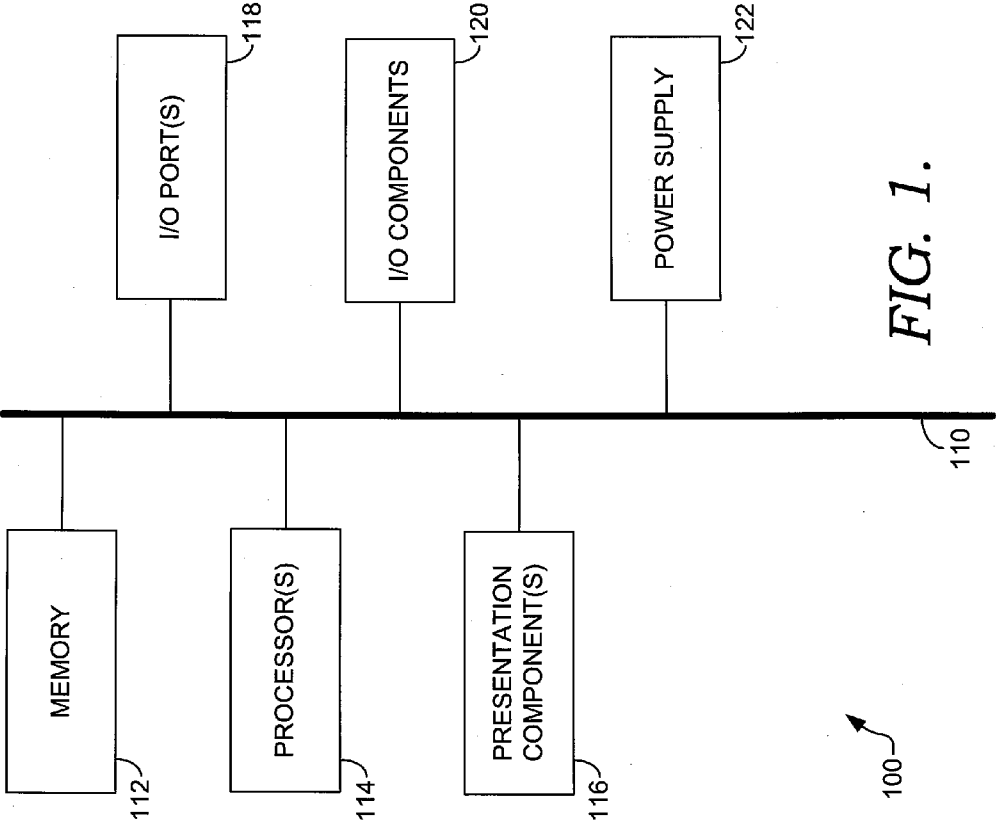 MEMORY
112
PROCESSOR(S)
114
PRESENTATION
COMPONENT(S)
116
I/O PORT(S)
118
I/O COMPONENTS
120
POWER SUPPLY
122
110
100
FIG. 1.